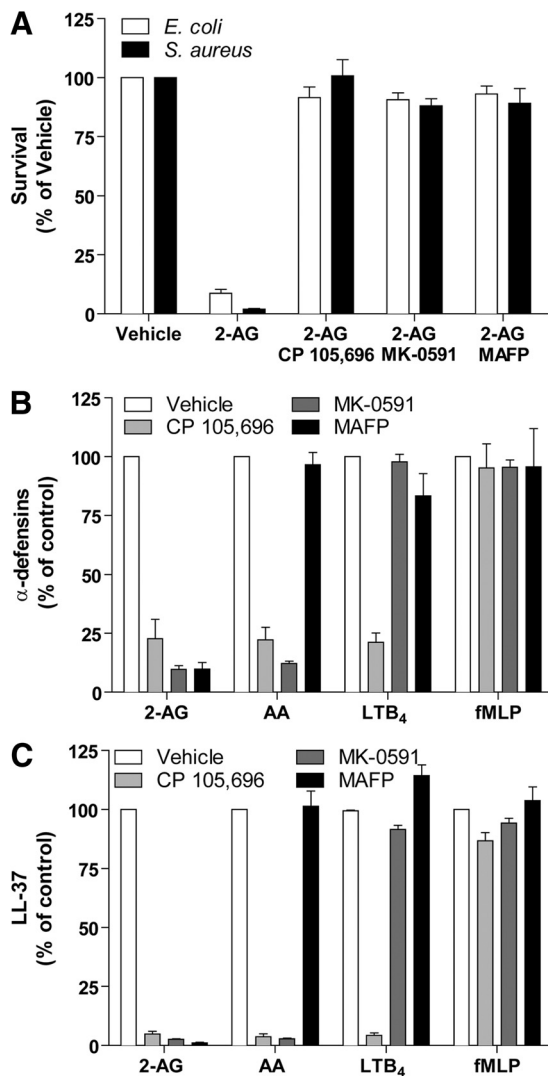 A
125
100
75
50
25
0
Survival
(% of Vehicle)
E. coli
S. aureus
Vehicle
2-AG
2-AG
CP 105,696
2-AG
MK-0591
2-AG
MAFP
B
125
100
75
50
25
0
α-defensins
(% of control)
Vehicle
CP 105,696
MK-0591
MAFP
2-AG
AA
LTB₄
fMLP
C
125
100
75
50
25
0
LL-37
(% of control)
Vehicle
CP 105,696
MK-0591
MAFP
2-AG
AA
LTB₄
fMLP